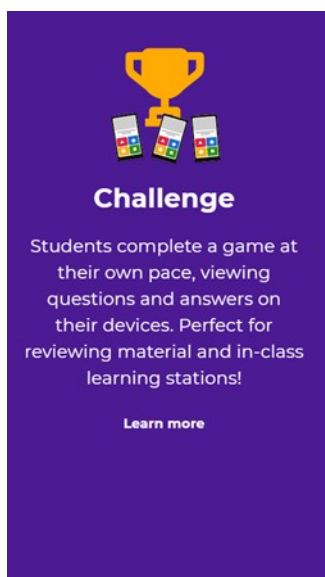 Challenge
Students complete a game at
their own pace, viewing
questions and answers on
their devices. Perfect for
reviewing material and in-class
learning stations!
Learn more